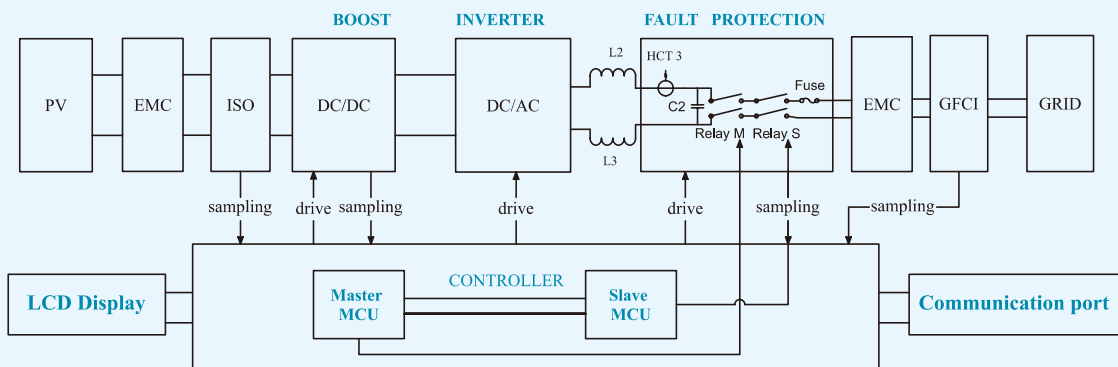 BOOST
INVERTER
FAULT PROTECTION
PV
EMC
ISO
DC/DC
DC/AC
L2
L3
HCT 3
C2
Fuse
Relay M
Relay S
EMC
GFCI
GRID
sampling
drive
sampling
drive
drive
sampling
sampling
LCD Display
Master
MCU
CONTROLLER
Slave
MCU
Communication port